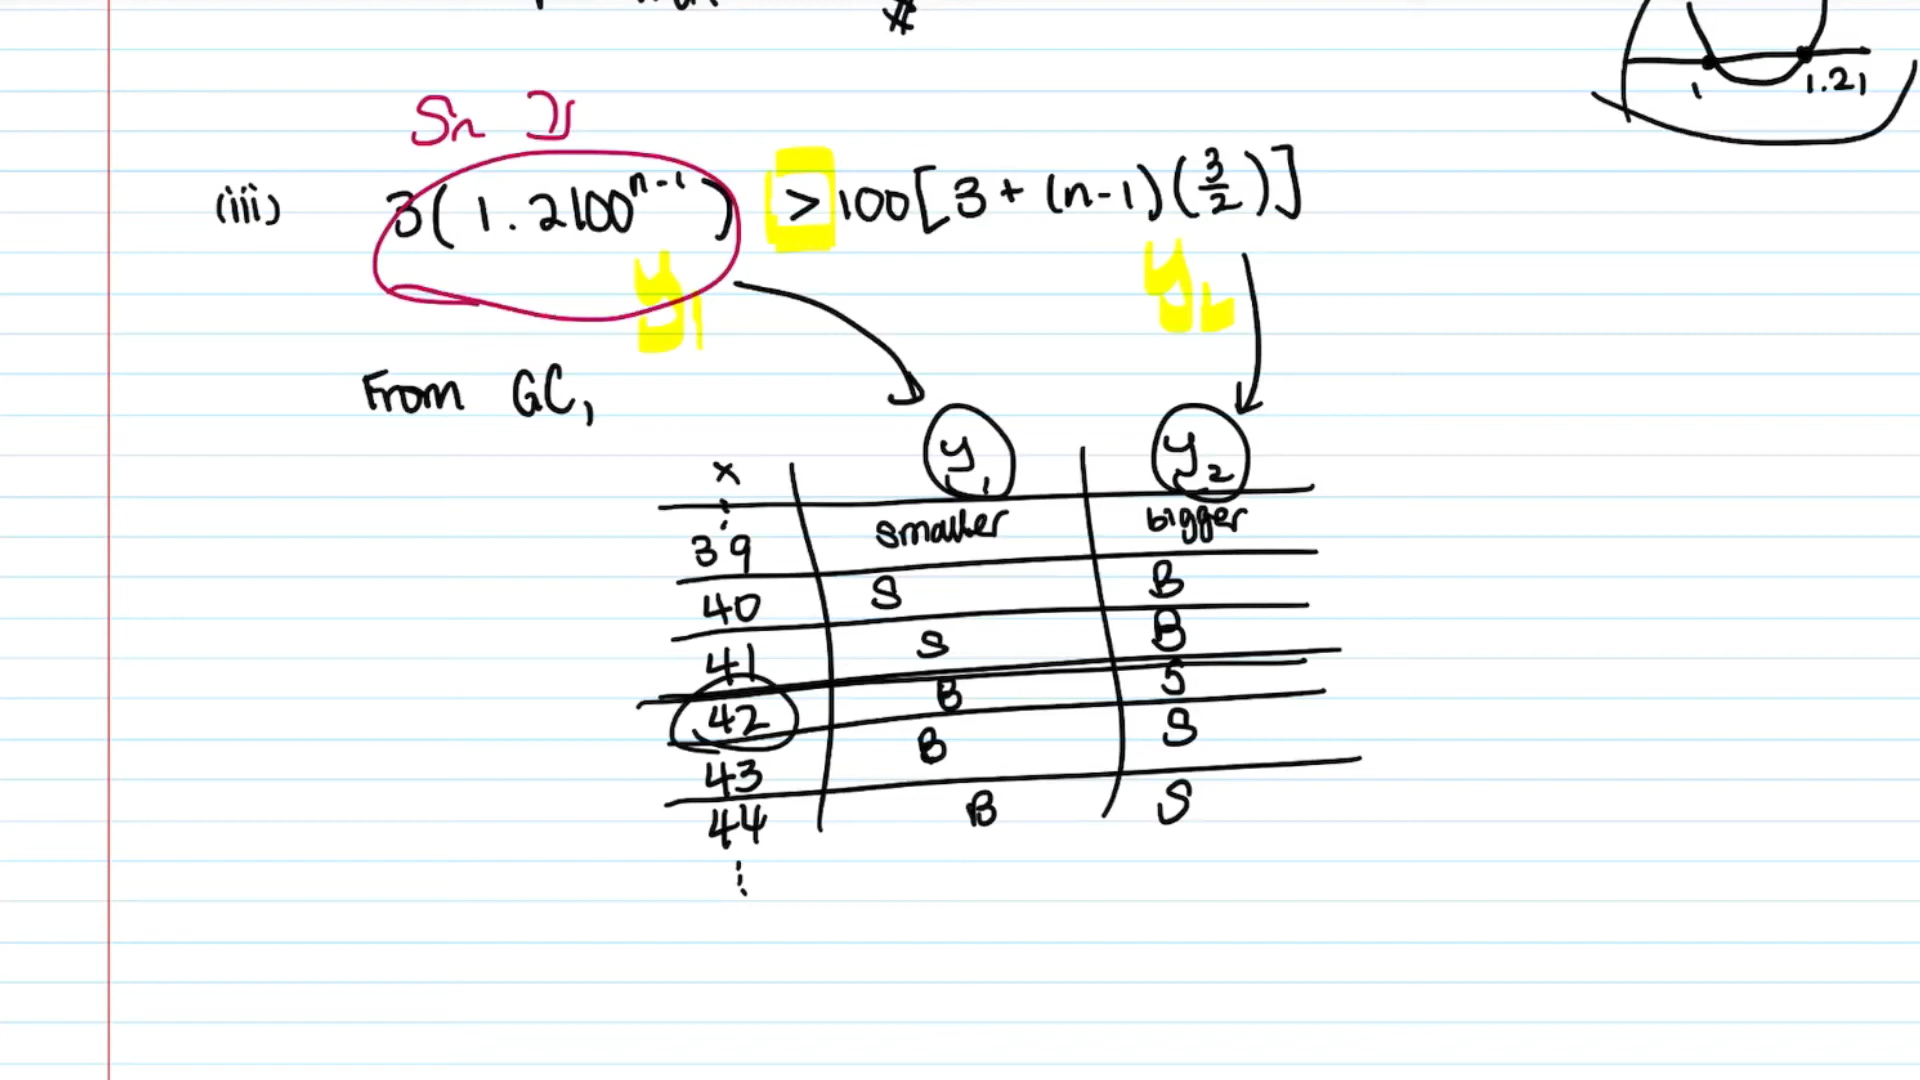 1 1.21
Sn
(iii) 3(1.2100^{n-1}) > 100[3 + (n-1)(3/2)]
y1 y2
From GC,
x y1 y2
:
39 smaller bigger
40 S B
41 S B
42 B S
43 B S
44 B S
: